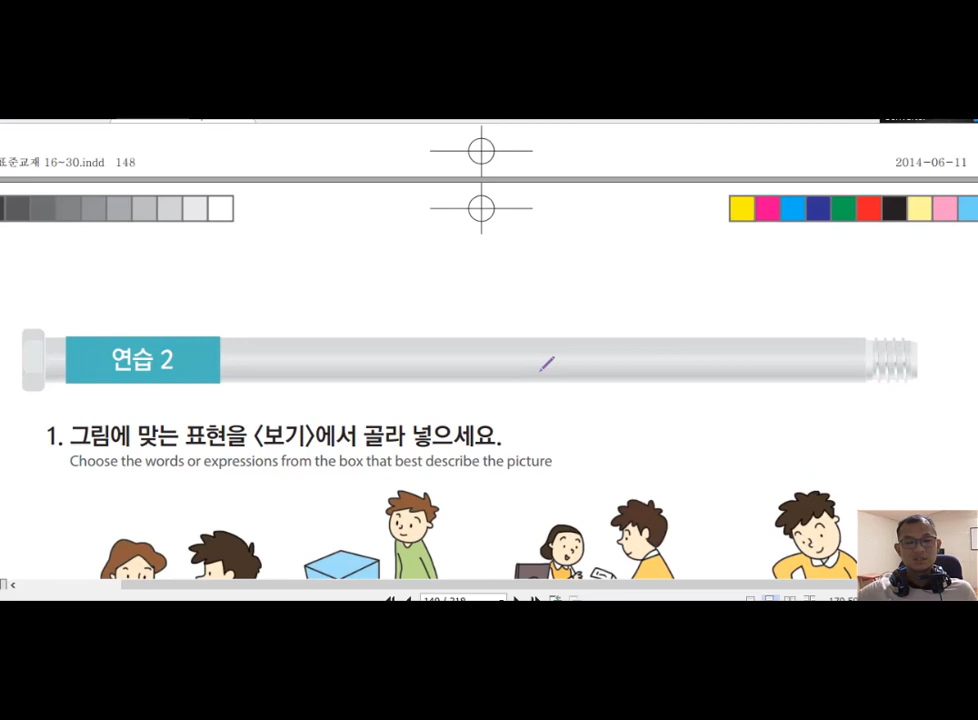 표준교재 16~30.indd 148
2014-06-11
연습 2
1. 그림에 맞는 표현을 〈보기〉에서 골라 넣으세요.
Choose the words or expressions from the box that best describe the picture